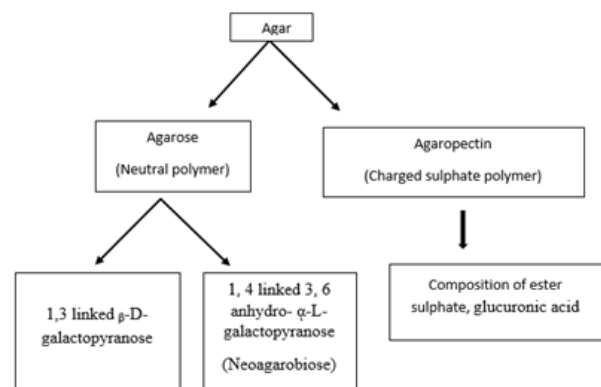 Agar
Agarose
(Neutral polymer)
Agaropectin
(Charged sulphate polymer)
1,3 linked β-D-
galactopyranose
1, 4 linked 3, 6
anhydro- α-L-
galactopyranose
(Neoagarobiose)
Composition of ester
sulphate, glucuronic acid